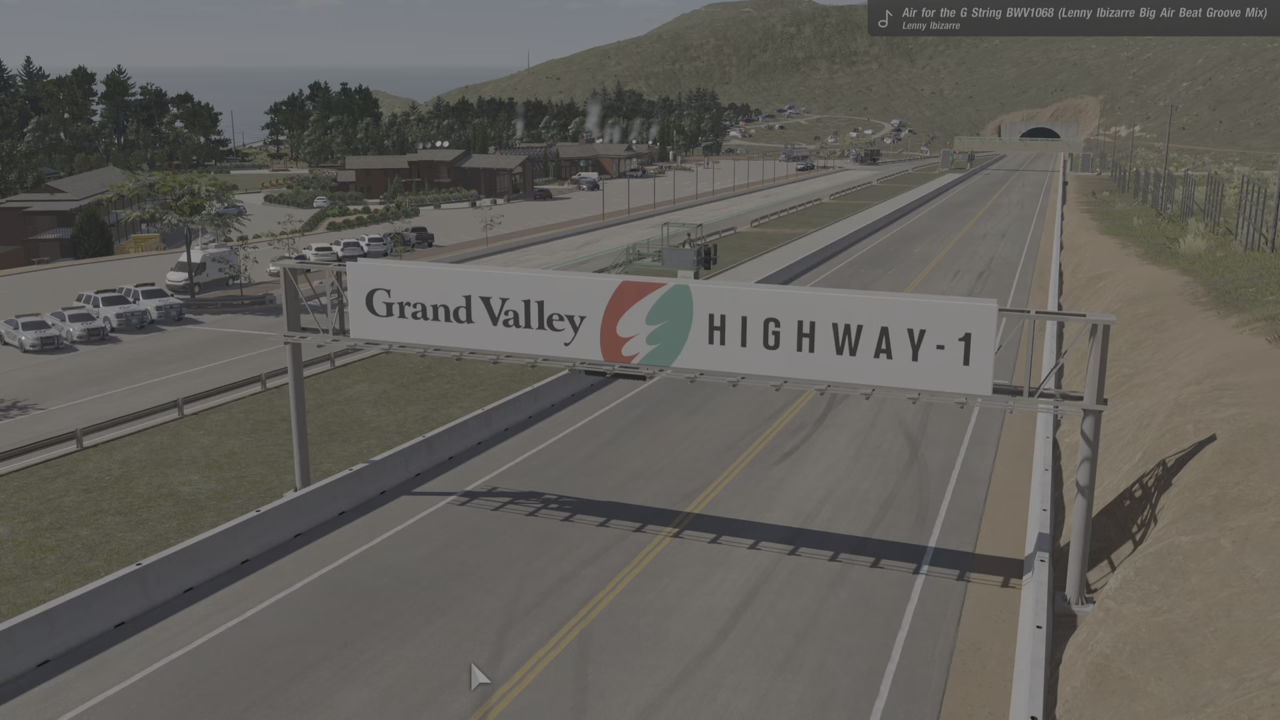 Air for the G String BWV1068 (Lenny Ibizarre Big Air Beat Groove Mix)
Lenny Ibizarre
Grand Valley HIGHWAY-1